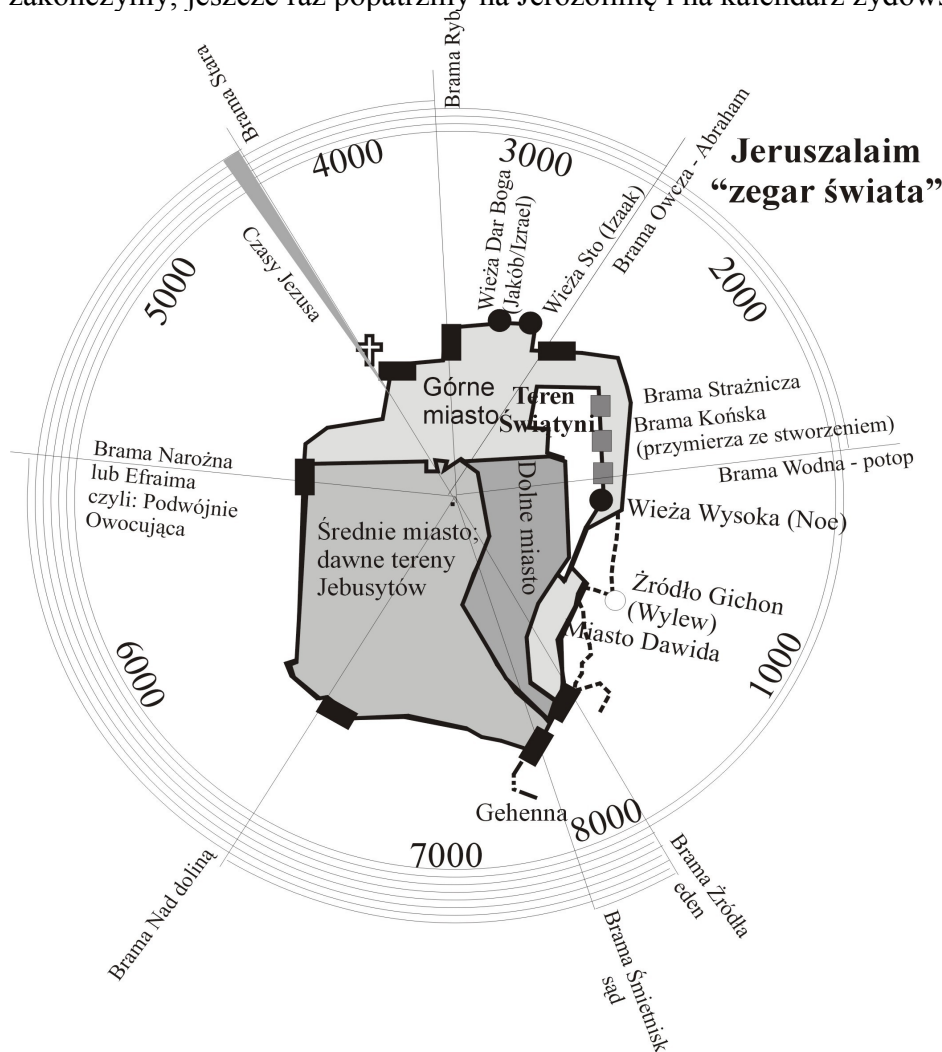 zakończymy, jeszcze raz popatrzmy na Jerozolimę i na kalendarz
Brama Stara
Brama Ryb
Jeruszalaim
“zegar świata”
4000
3000
Wieża Dar Boga
(Jakób/Izrael)
Wieża Sto (Izaak)
Brama Owcza - Abraham
2000
Czasy Jezusa
5000
Górne
miasto
Teren
Świątyni
Brama Strażnicza
Brama Końska
(przymierza ze stworzeniem)
Brama Wodna - potop
Wieża Wysoka (Noe)
Brama Narożna
lub Efraima
czyli: Podwójnie
Owocująca
Średnie miasto;
dawne tereny
Jebusytów
Dolne miasto
Źródło Gichon
(Wylew)
Miasto Dawida
1000
6000
Gehenna
8000
7000
Brama Nad doliną
Brama Źródła
eden
Brama Śmietnisk
sąd